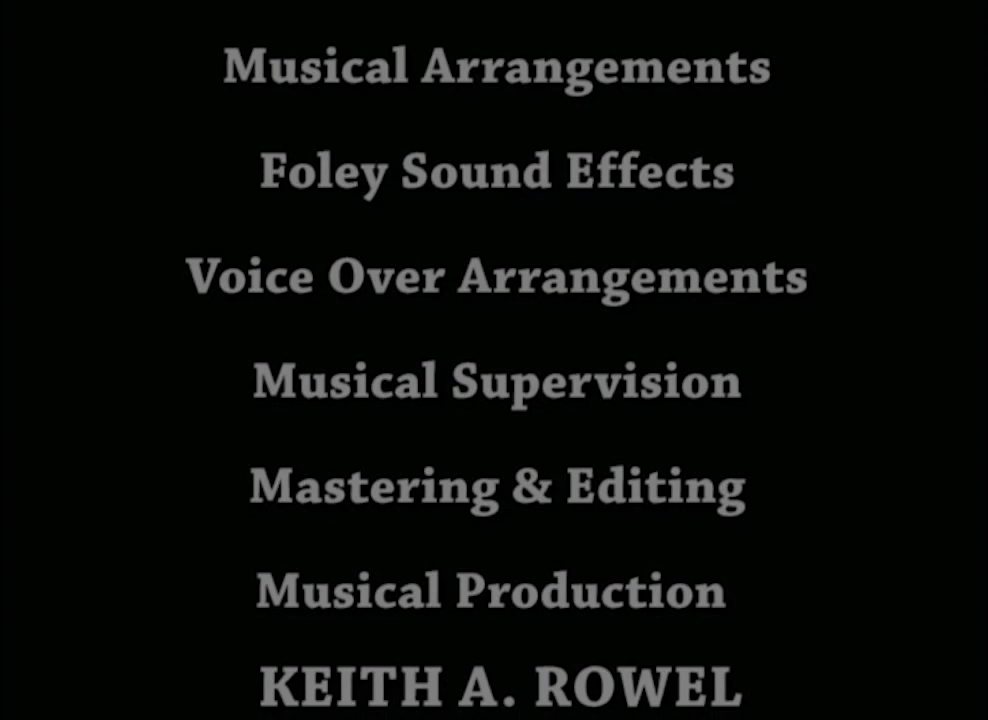 Musical Arrangements
Foley Sound Effects
Voice Over Arrangements
Musical Supervision
Mastering & Editing
Musical Production
KEITH A. ROWEL